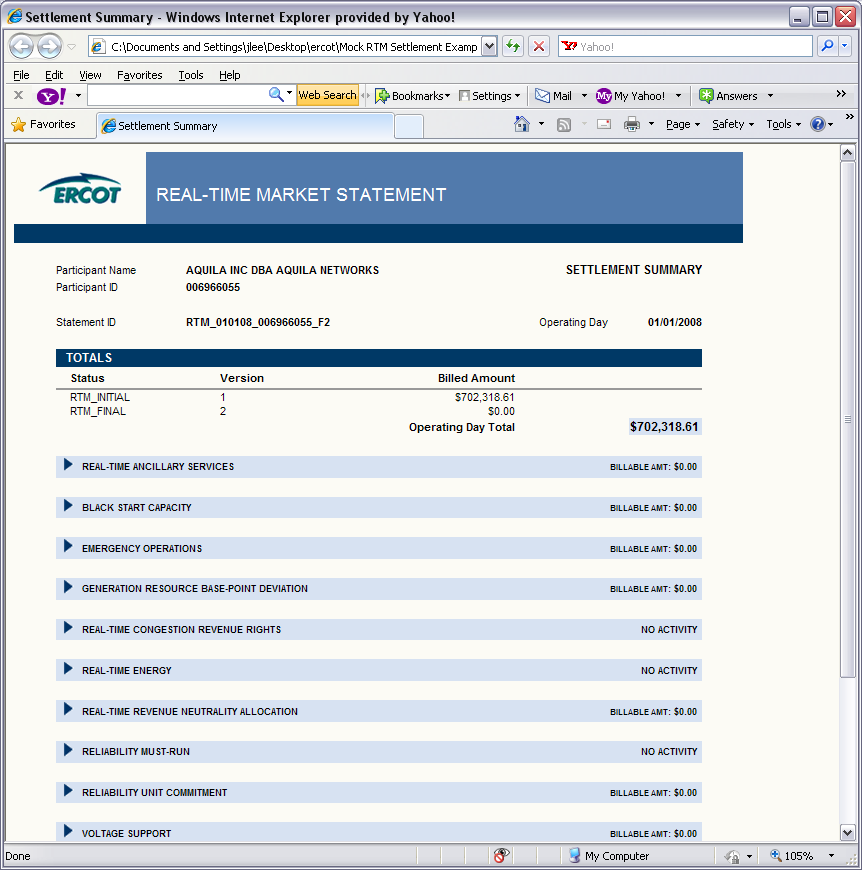 Settlement Summary - Windows Internet Explorer provided by Yahoo!
C:\Documents and Settings\jlee\Desktop\ercot\Mock RTM Settlement Examp
Yahoo!
File Edit View Favorites Tools Help
Y! Web Search Bookmarks Settings Mail My My Yahoo! Answers »
Favorites Settlement Summary Page Safety Tools »
ERCOT
REAL-TIME MARKET STATEMENT
Participant Name AQUILA INC DBA AQUILA NETWORKS SETTLEMENT SUMMARY
Participant ID 006966055
Statement ID RTM_010108_006966055_F2 Operating Day 01/01/2008
TOTALS
Status Version Billed Amount
RTM_INITIAL 1 $702,318.61
RTM_FINAL 2 $0.00
Operating Day Total $702,318.61
REAL-TIME ANCILLARY SERVICES BILLABLE AMT: $0.00
BLACK START CAPACITY BILLABLE AMT: $0.00
EMERGENCY OPERATIONS BILLABLE AMT: $0.00
GENERATION RESOURCE BASE-POINT DEVIATION BILLABLE AMT: $0.00
REAL-TIME CONGESTION REVENUE RIGHTS NO ACTIVITY
REAL-TIME ENERGY NO ACTIVITY
REAL-TIME REVENUE NEUTRALITY ALLOCATION BILLABLE AMT: $0.00
RELIABILITY MUST-RUN NO ACTIVITY
RELIABILITY UNIT COMMITMENT BILLABLE AMT: $0.00
VOLTAGE SUPPORT BILLABLE AMT: $0.00
Done My Computer 105%